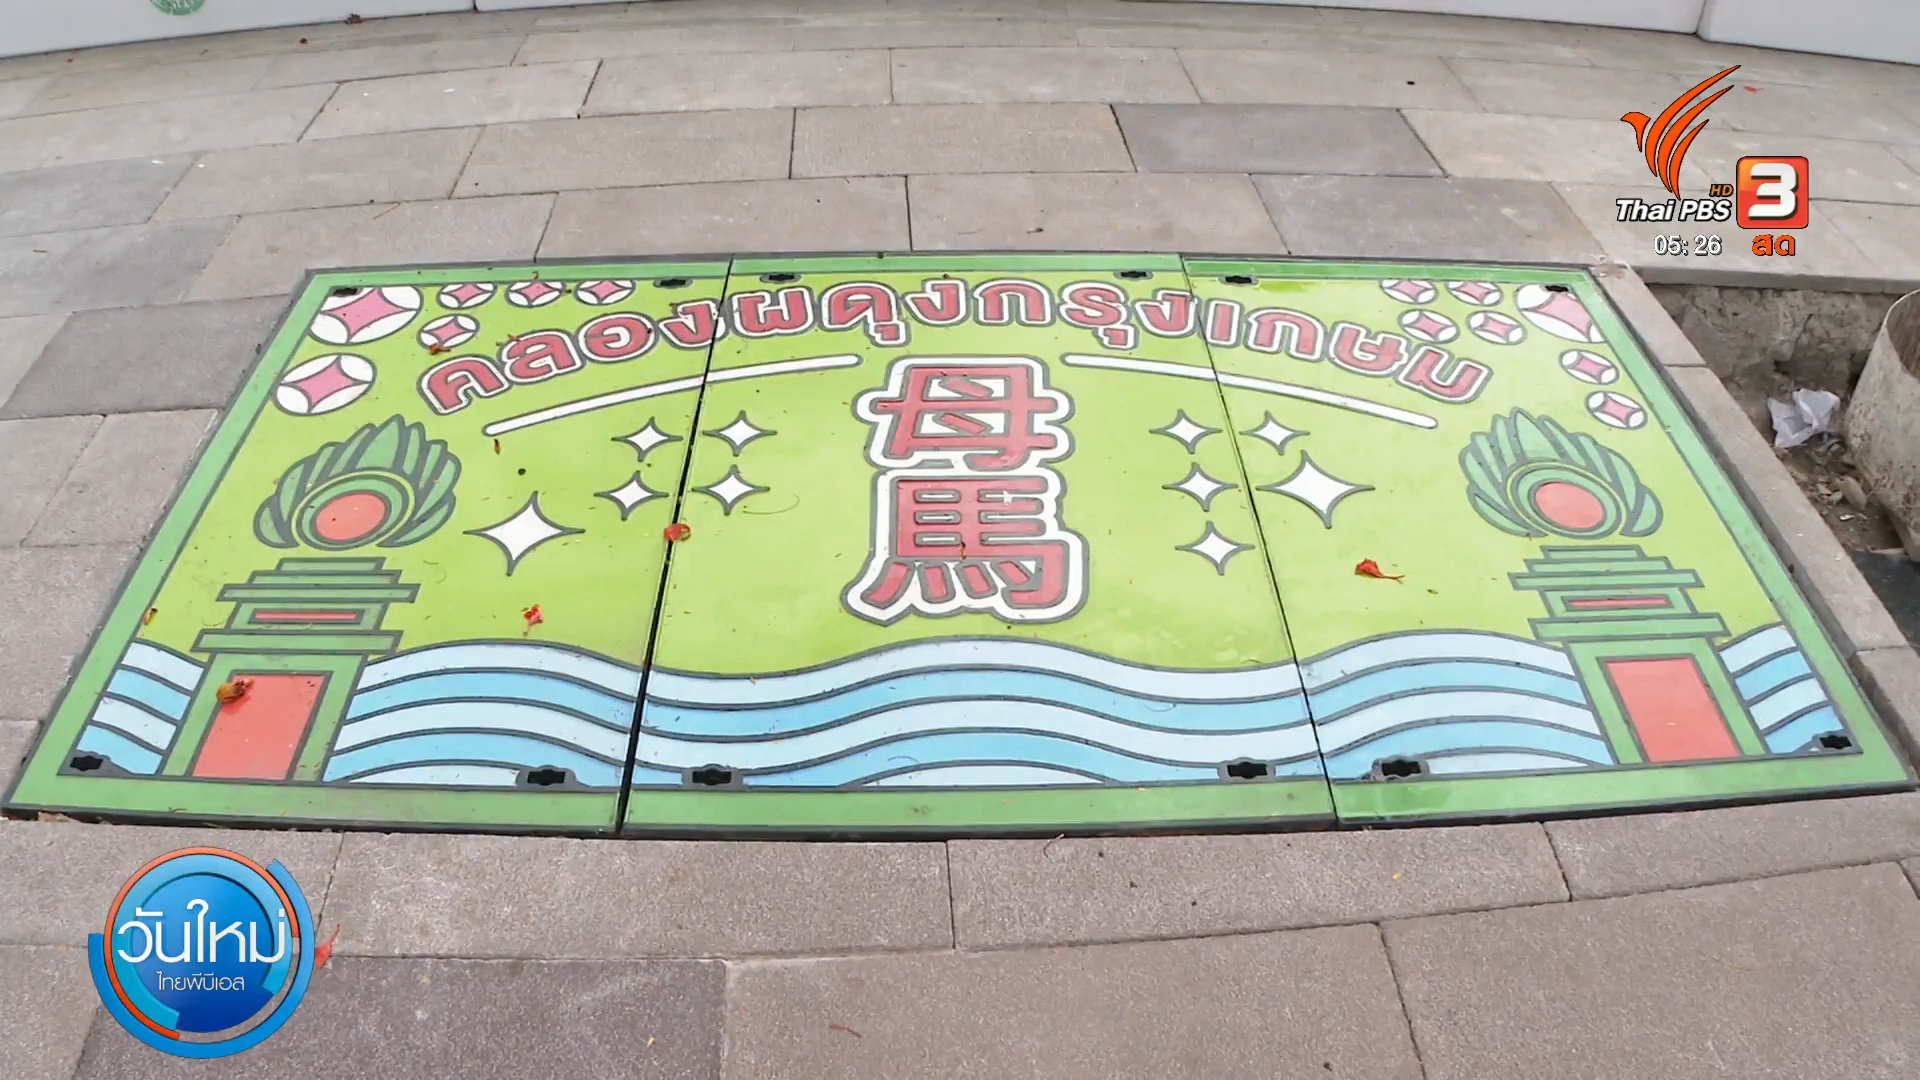 Thai PBS
HD
3
05:26 สด
คลองผดุงกรุงเกษม
母
馬
วันใหม่
ไทยพีบีเอส